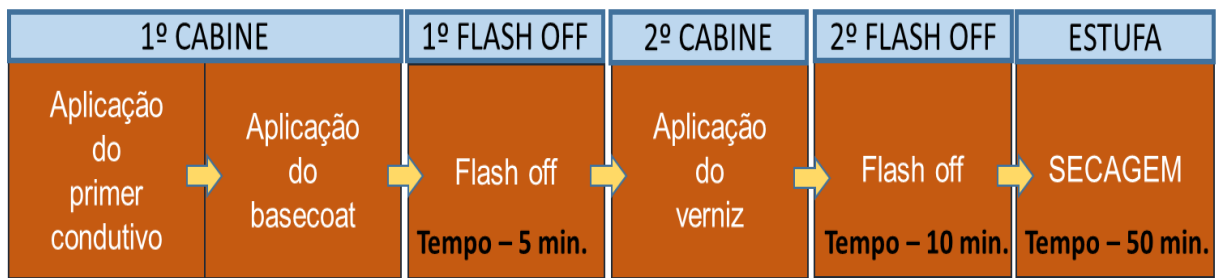 1º CABINE
Aplicação
do
primer
condutivo
Aplicação
do
basecoat
1º FLASH OFF
Flash off
Tempo – 5 min.
2º CABINE
Aplicação
do
verniz
2º FLASH OFF
Flash off
Tempo – 10 min.
ESTUFA
SECAGEM
Tempo – 50 min.